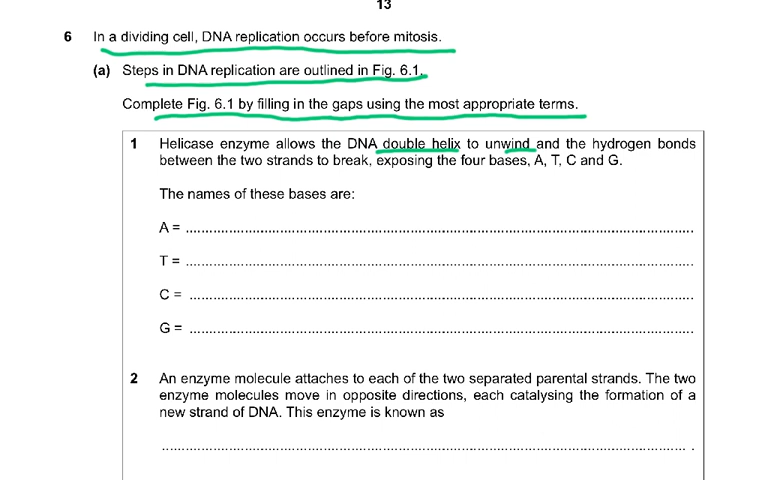 13
6 In a dividing cell, DNA replication occurs before mitosis.
(a) Steps in DNA replication are outlined in Fig. 6.1.
Complete Fig. 6.1 by filling in the gaps using the most appropriate terms.
1 Helicase enzyme allows the DNA double helix to unwind and the hydrogen bonds
between the two strands to break, exposing the four bases, A, T, C and G.
The names of these bases are:
A = ....................................................................................................
T = ....................................................................................................
C = ....................................................................................................
G = ....................................................................................................
2 An enzyme molecule attaches to each of the two separated parental strands. The two
enzyme molecules move in opposite directions, each catalysing the formation of a
new strand of DNA. This enzyme is known as
.................................................................................................... .